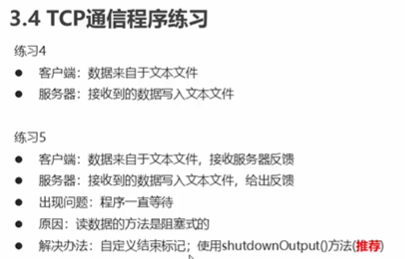 3.4 TCP通信程序练习
练习4
● 客户端：数据来自于文本文件
● 服务器：接收到的数据写入文本文件
练习5
● 客户端：数据来自于文本文件，接收服务器反馈
● 服务器：接收到的数据写入文本文件，给出反馈
● 出现问题：程序一直等待
● 原因：读数据的方法是阻塞式的
● 解决办法：自定义结束标记；使用shutdownOutput()方法(推荐)